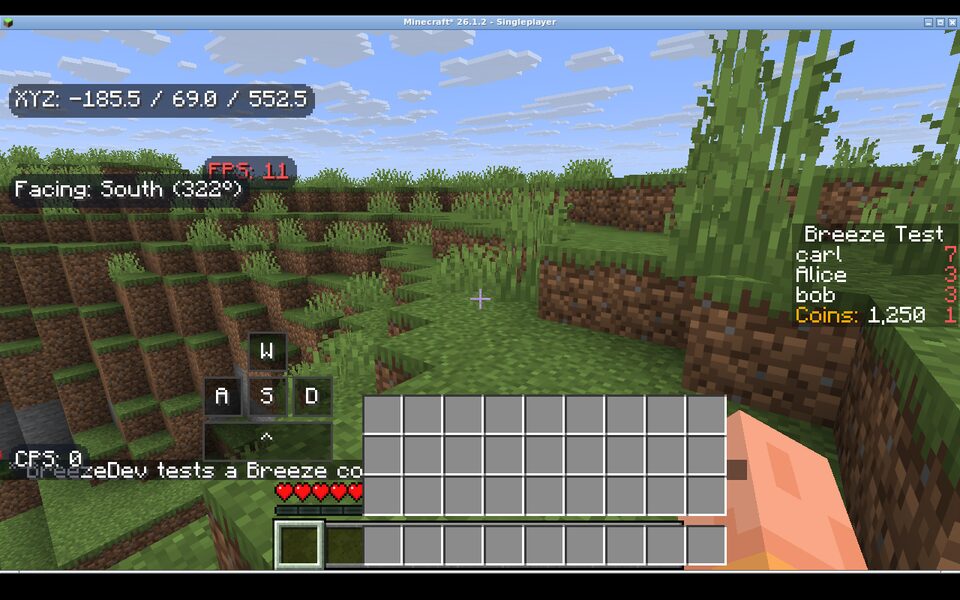 Minecraft* 26.1.2 - Singleplayer
XYZ: -185.5 / 69.0 / 552.5
FPS: 11
Facing: South (322°)
Breeze Test
carl 7
Alice 3
bob 3
Coins: 1,250 1
W
A S D
^
CPS: 0
BreezeDev tests a Breeze co